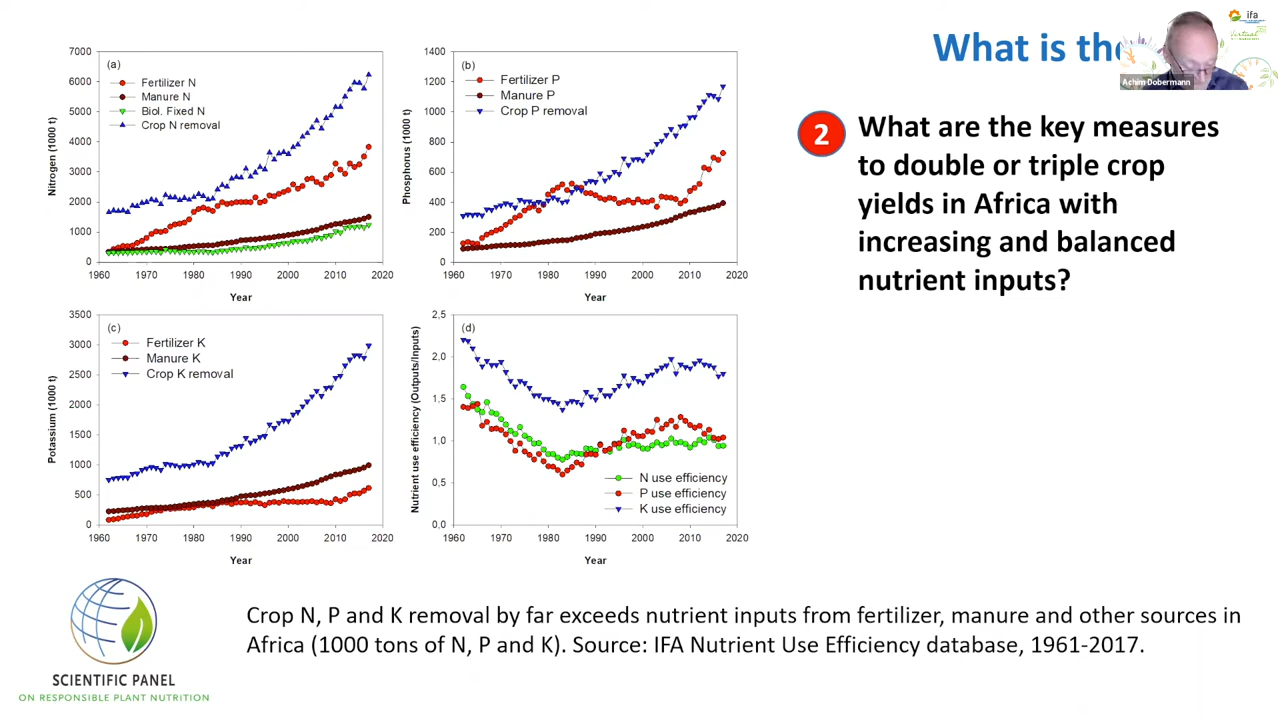 What is the
ifa
Achim Dobermann
2
What are the key measures
to double or triple crop
yields in Africa with
increasing and balanced
nutrient inputs?
(a)
Fertilizer N
Manure N
Biol. Fixed N
Crop N removal
Nitrogen (1000 t)
7000
6000
5000
4000
3000
2000
1000
0
1960 1970 1980 1990 2000 2010 2020
Year
(b)
Fertilizer P
Manure P
Crop P removal
Phosphorus (1000 t)
1400
1200
1000
800
600
400
200
0
1960 1970 1980 1990 2000 2010 2020
Year
(c)
Fertilizer K
Manure K
Crop K removal
Potassium (1000 t)
3500
3000
2500
2000
1500
1000
500
0
1960 1970 1980 1990 2000 2010 2020
Year
(d)
N use efficiency
P use efficiency
K use efficiency
Nutrient use efficiency (Outputs/Inputs)
2,5
2,0
1,5
1,0
0,5
0,0
1960 1970 1980 1990 2000 2010 2020
Year
Crop N, P and K removal by far exceeds nutrient inputs from fertilizer, manure and other sources in
Africa (1000 tons of N, P and K). Source: IFA Nutrient Use Efficiency database, 1961-2017.
SCIENTIFIC PANEL
ON RESPONSIBLE PLANT NUTRITION